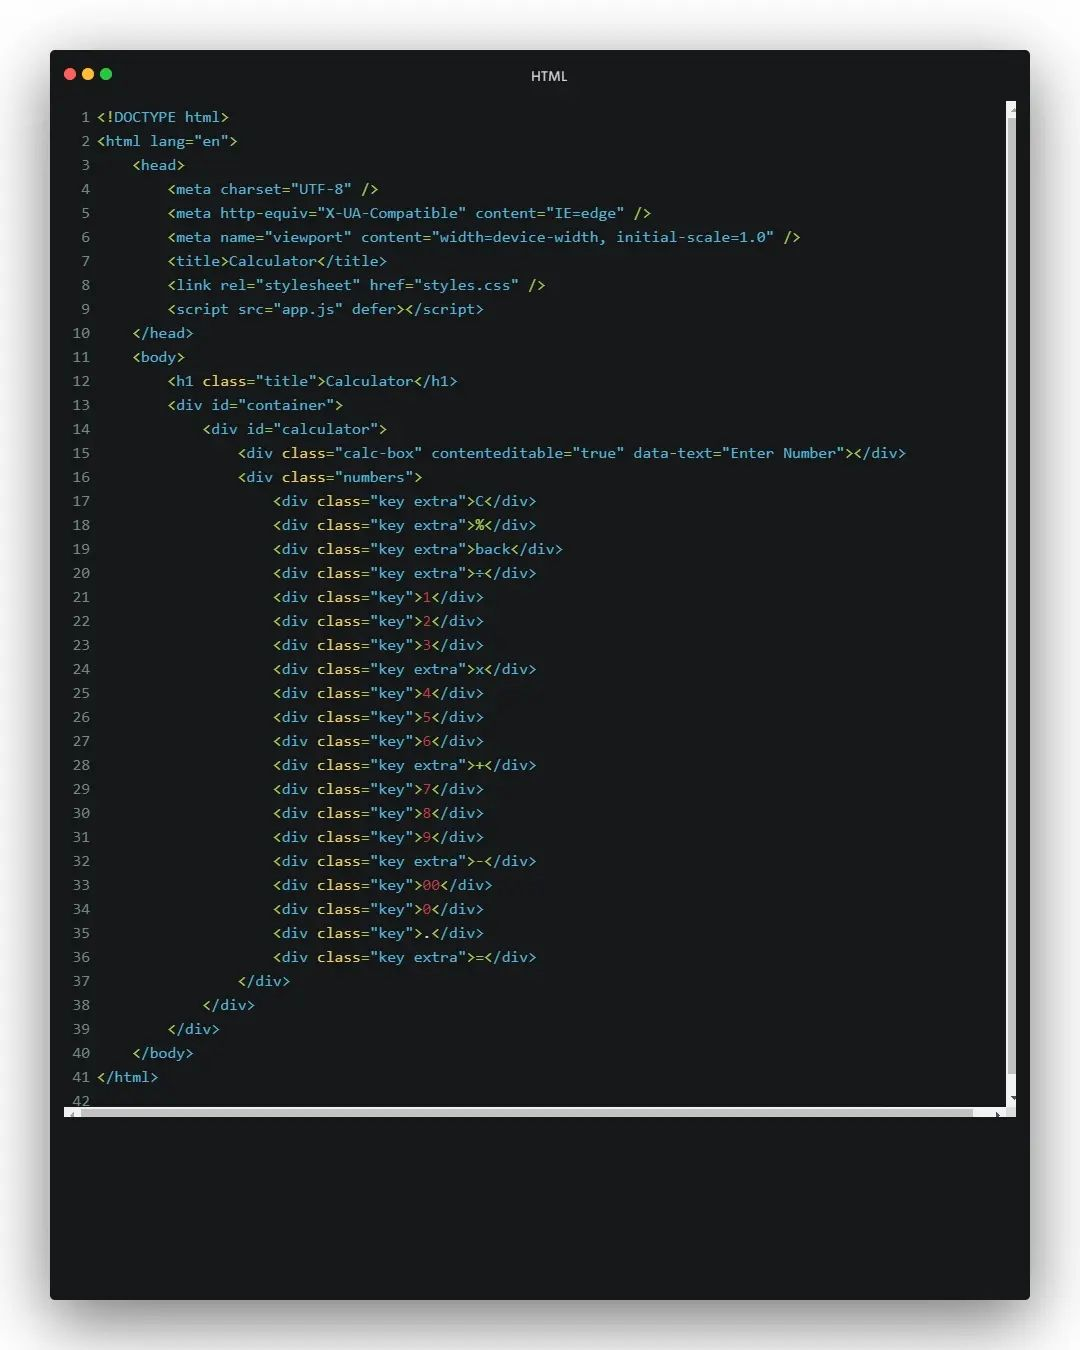 HTML
1 <!DOCTYPE html>
2 <html lang="en">
3     <head>
4         <meta charset="UTF-8" />
5         <meta http-equiv="X-UA-Compatible" content="IE=edge" />
6         <meta name="viewport" content="width=device-width, initial-scale=1.0" />
7         <title>Calculator</title>
8         <link rel="stylesheet" href="styles.css" />
9         <script src="app.js" defer></script>
10     </head>
11     <body>
12         <h1 class="title">Calculator</h1>
13         <div id="container">
14             <div id="calculator">
15                 <div class="calc-box" contenteditable="true" data-text="Enter Number"></div>
16                 <div class="numbers">
17                     <div class="key extra">C</div>
18                     <div class="key extra">%</div>
19                     <div class="key extra">back</div>
20                     <div class="key extra">÷</div>
21                     <div class="key">1</div>
22                     <div class="key">2</div>
23                     <div class="key">3</div>
24                     <div class="key extra">x</div>
25                     <div class="key">4</div>
26                     <div class="key">5</div>
27                     <div class="key">6</div>
28                     <div class="key extra">+</div>
29                     <div class="key">7</div>
30                     <div class="key">8</div>
31                     <div class="key">9</div>
32                     <div class="key extra">-</div>
33                     <div class="key">00</div>
34                     <div class="key">0</div>
35                     <div class="key">.</div>
36                     <div class="key extra">=</div>
37                 </div>
38             </div>
39         </div>
40     </body>
41 </html>
42